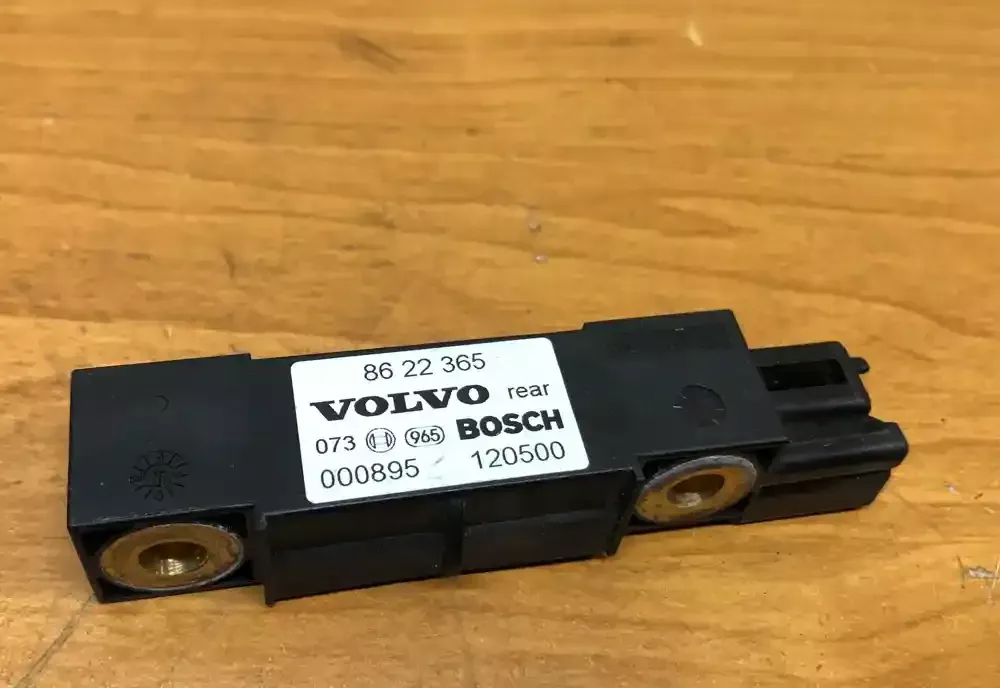 86 22 365
VOLVO rear
073 965 BOSCH
000895 120500